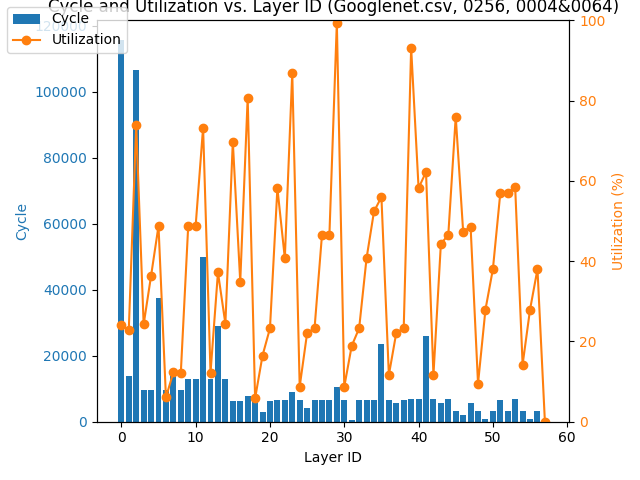 Cycle and Utilization vs. Layer ID (Googlenet.csv, 0256, 0004&0064)
Cycle
Utilization
120000
100000
80000
60000
40000
20000
0
Cycle
100
80
60
40
20
0
Utilization (%)
0 10 20 30 40 50 60
Layer ID